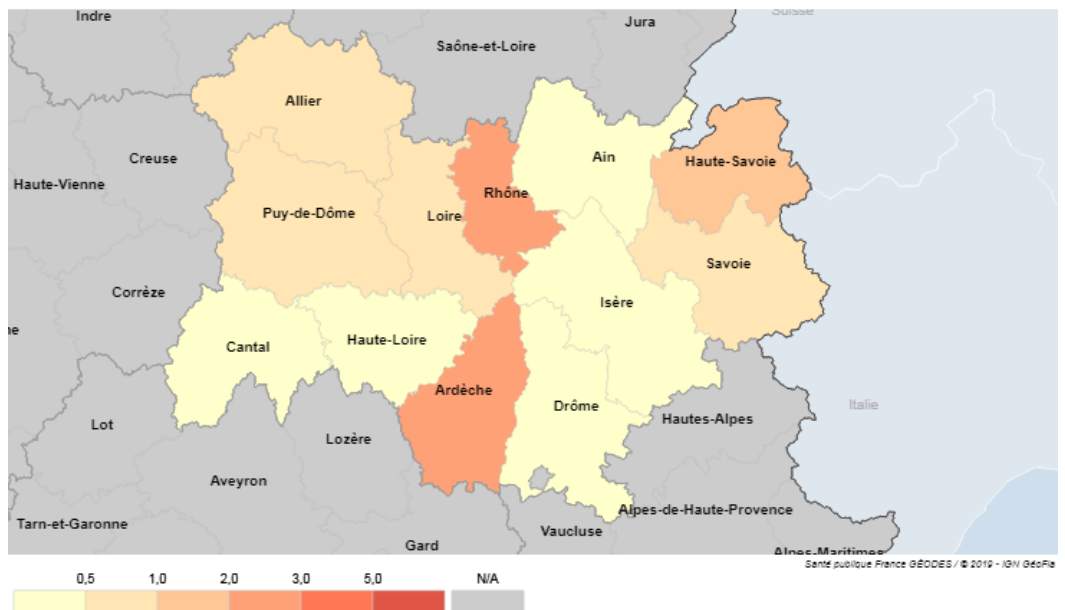 Indre
Suisse
Jura
Saône-et-Loire
Allier
Creuse
Ain
Haute-Savoie
Haute-Vienne
Rhône
Puy-de-Dôme
Loire
Savoie
Corrèze
Isère
ne
Cantal
Haute-Loire
Ardèche
Drôme
Italie
Hautes-Alpes
Lot
Lozère
Aveyron
Alpes-de-Haute-Provence
Tarn-et-Garonne
Vaucluse
Gard
Alpes-Maritimes
Santé publique France GÉODES / © 2019 - IGN GéoFla
0,5 1,0 2,0 3,0 5,0 N/A